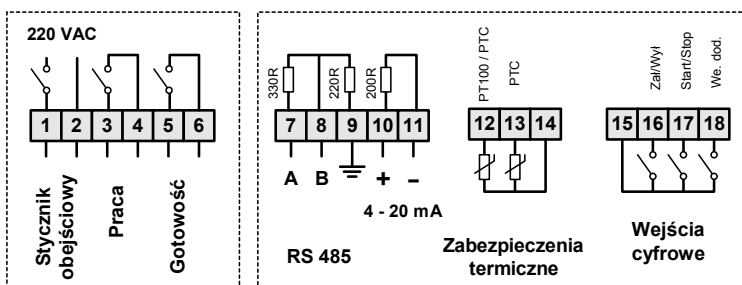 220 VAC
1 2 3 4 5 6
Stycznik
obejściowy
Praca
Gotowość
330R
220R
200R
7 8 9 10 11
A B + –
4 - 20 mA
RS 485
PT100 / PTC
PTC
12 13 14
Zabezpieczenia
termiczne
Zał/Wył
Start/Stop
We. dod.
15 16 17 18
Wejścia
cyfrowe